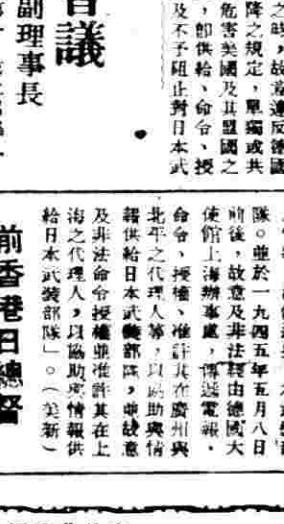 之時,故意違反德國
降之規定,單獨或共
危害美國及其盟國之
,卽供給、命令、授
及不予阻止對日本武
議
副理事長
隊。並於一九四五年五月八日
前後,故意及非法經由德國大
使館上海辦事處,傳遞電報,
命令、授權、准許其在廣州與
北平之代理人等,以協助與情
報供給日本武裝部隊,並故意
及非法命令授權並准許其在上
海之代理人,以協助與情報供
給日本武裝部隊」。(美新)
前香港日總督